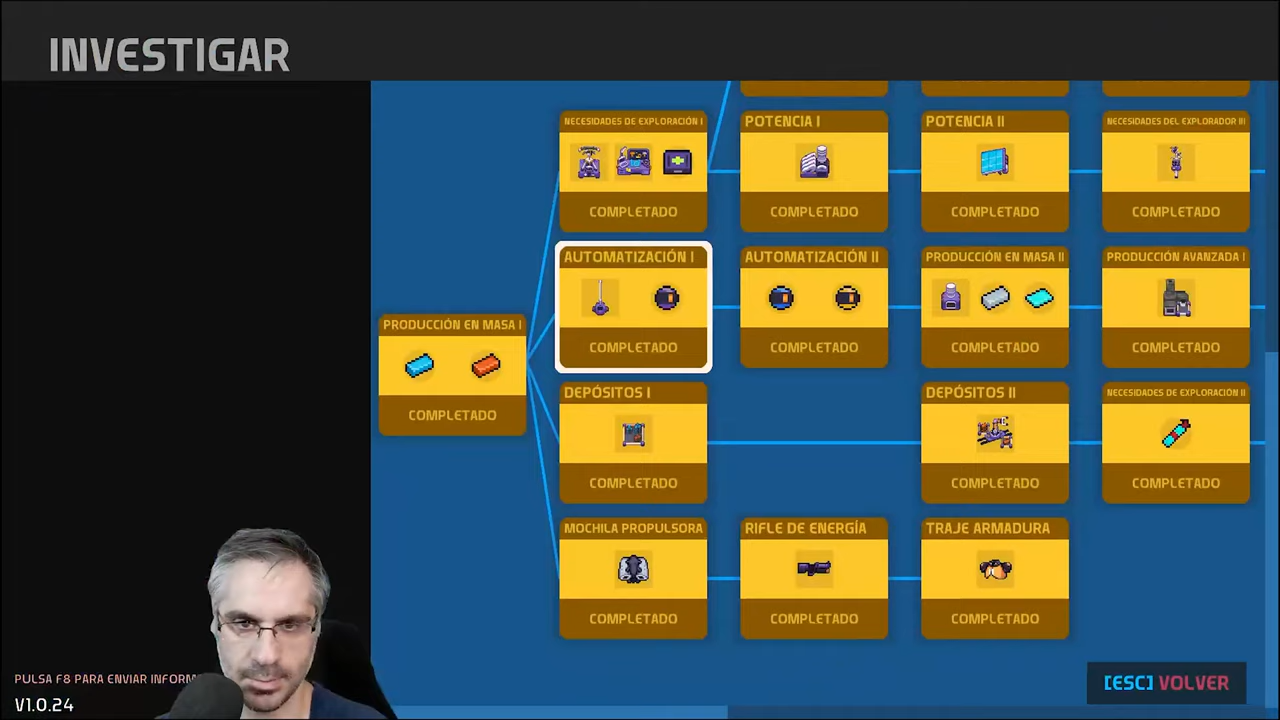 INVESTIGAR
NECESIDADES DE EXPLORACIÓN I
COMPLETADO
POTENCIA I
COMPLETADO
POTENCIA II
COMPLETADO
NECESIDADES DEL EXPLORADOR III
COMPLETADO
AUTOMATIZACIÓN I
COMPLETADO
AUTOMATIZACIÓN II
COMPLETADO
PRODUCCIÓN EN MASA II
COMPLETADO
PRODUCCIÓN AVANZADA I
COMPLETADO
PRODUCCIÓN EN MASA I
COMPLETADO
DEPÓSITOS I
COMPLETADO
DEPÓSITOS II
COMPLETADO
NECESIDADES DE EXPLORACIÓN II
COMPLETADO
MOCHILA PROPULSORA
COMPLETADO
RIFLE DE ENERGÍA
COMPLETADO
TRAJE ARMADURA
COMPLETADO
PULSA F8 PARA ENVIAR INFORM
V1.0.24
[ESC] VOLVER